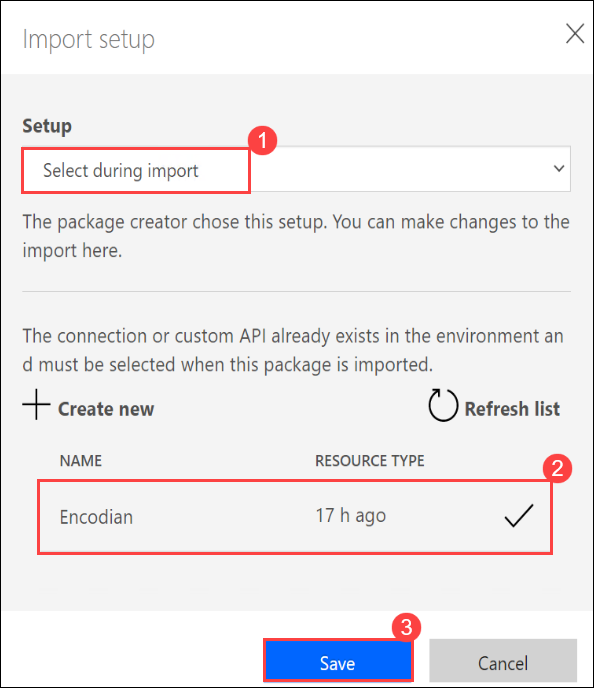 Import setup
Setup
1
Select during import
The package creator chose this setup. You can make changes to the
import here.
The connection or custom API already exists in the environment an
d must be selected when this package is imported.
Create new
Refresh list
NAME
RESOURCE TYPE
2
Encodian
17 h ago
3
Save
Cancel